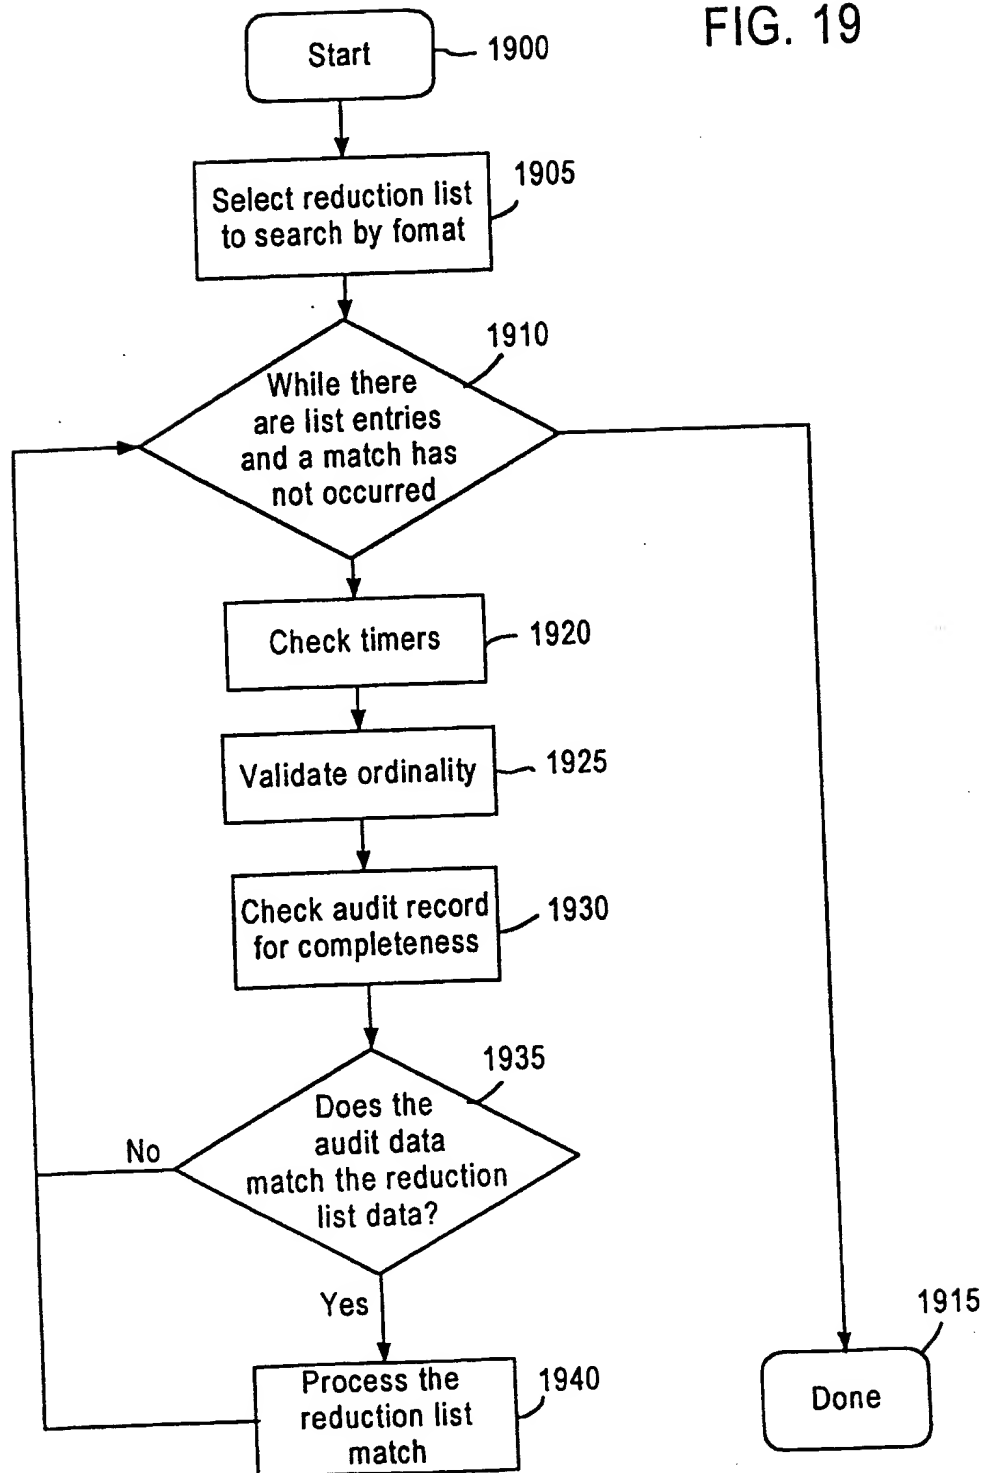 FIG. 19
Start
1900
Select reduction list
to search by fomat
1905
While there
are list entries
and a match has
not occurred
1910
Check timers
1920
Validate ordinality
1925
Check audit record
for completeness
1930
Does the
audit data
match the reduction
list data?
1935
No
Yes
Process the
reduction list
match
1940
Done
1915